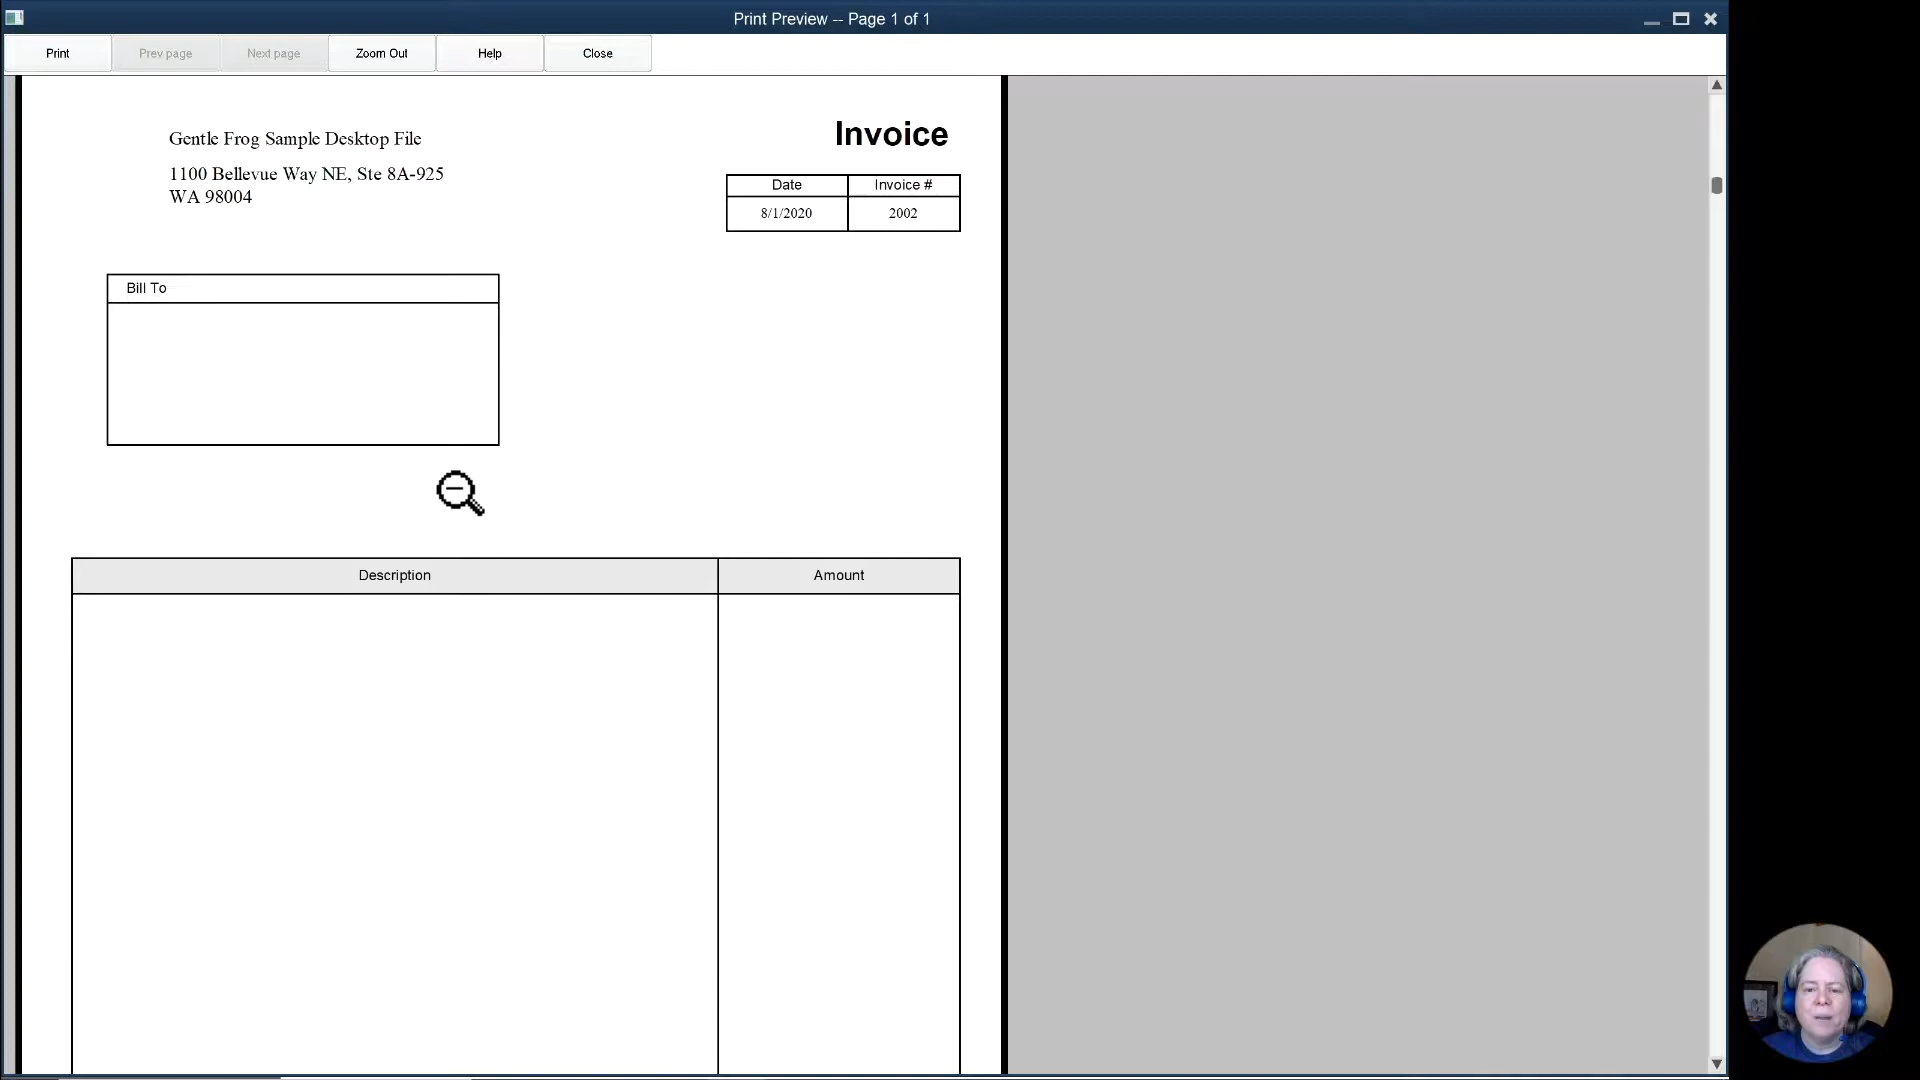 Print Preview -- Page 1 of 1
Print Prev page Next page Zoom Out Help Close
Gentle Frog Sample Desktop File
Invoice
1100 Bellevue Way NE, Ste 8A-925
WA 98004
Date Invoice #
8/1/2020 2002
Bill To
Description Amount